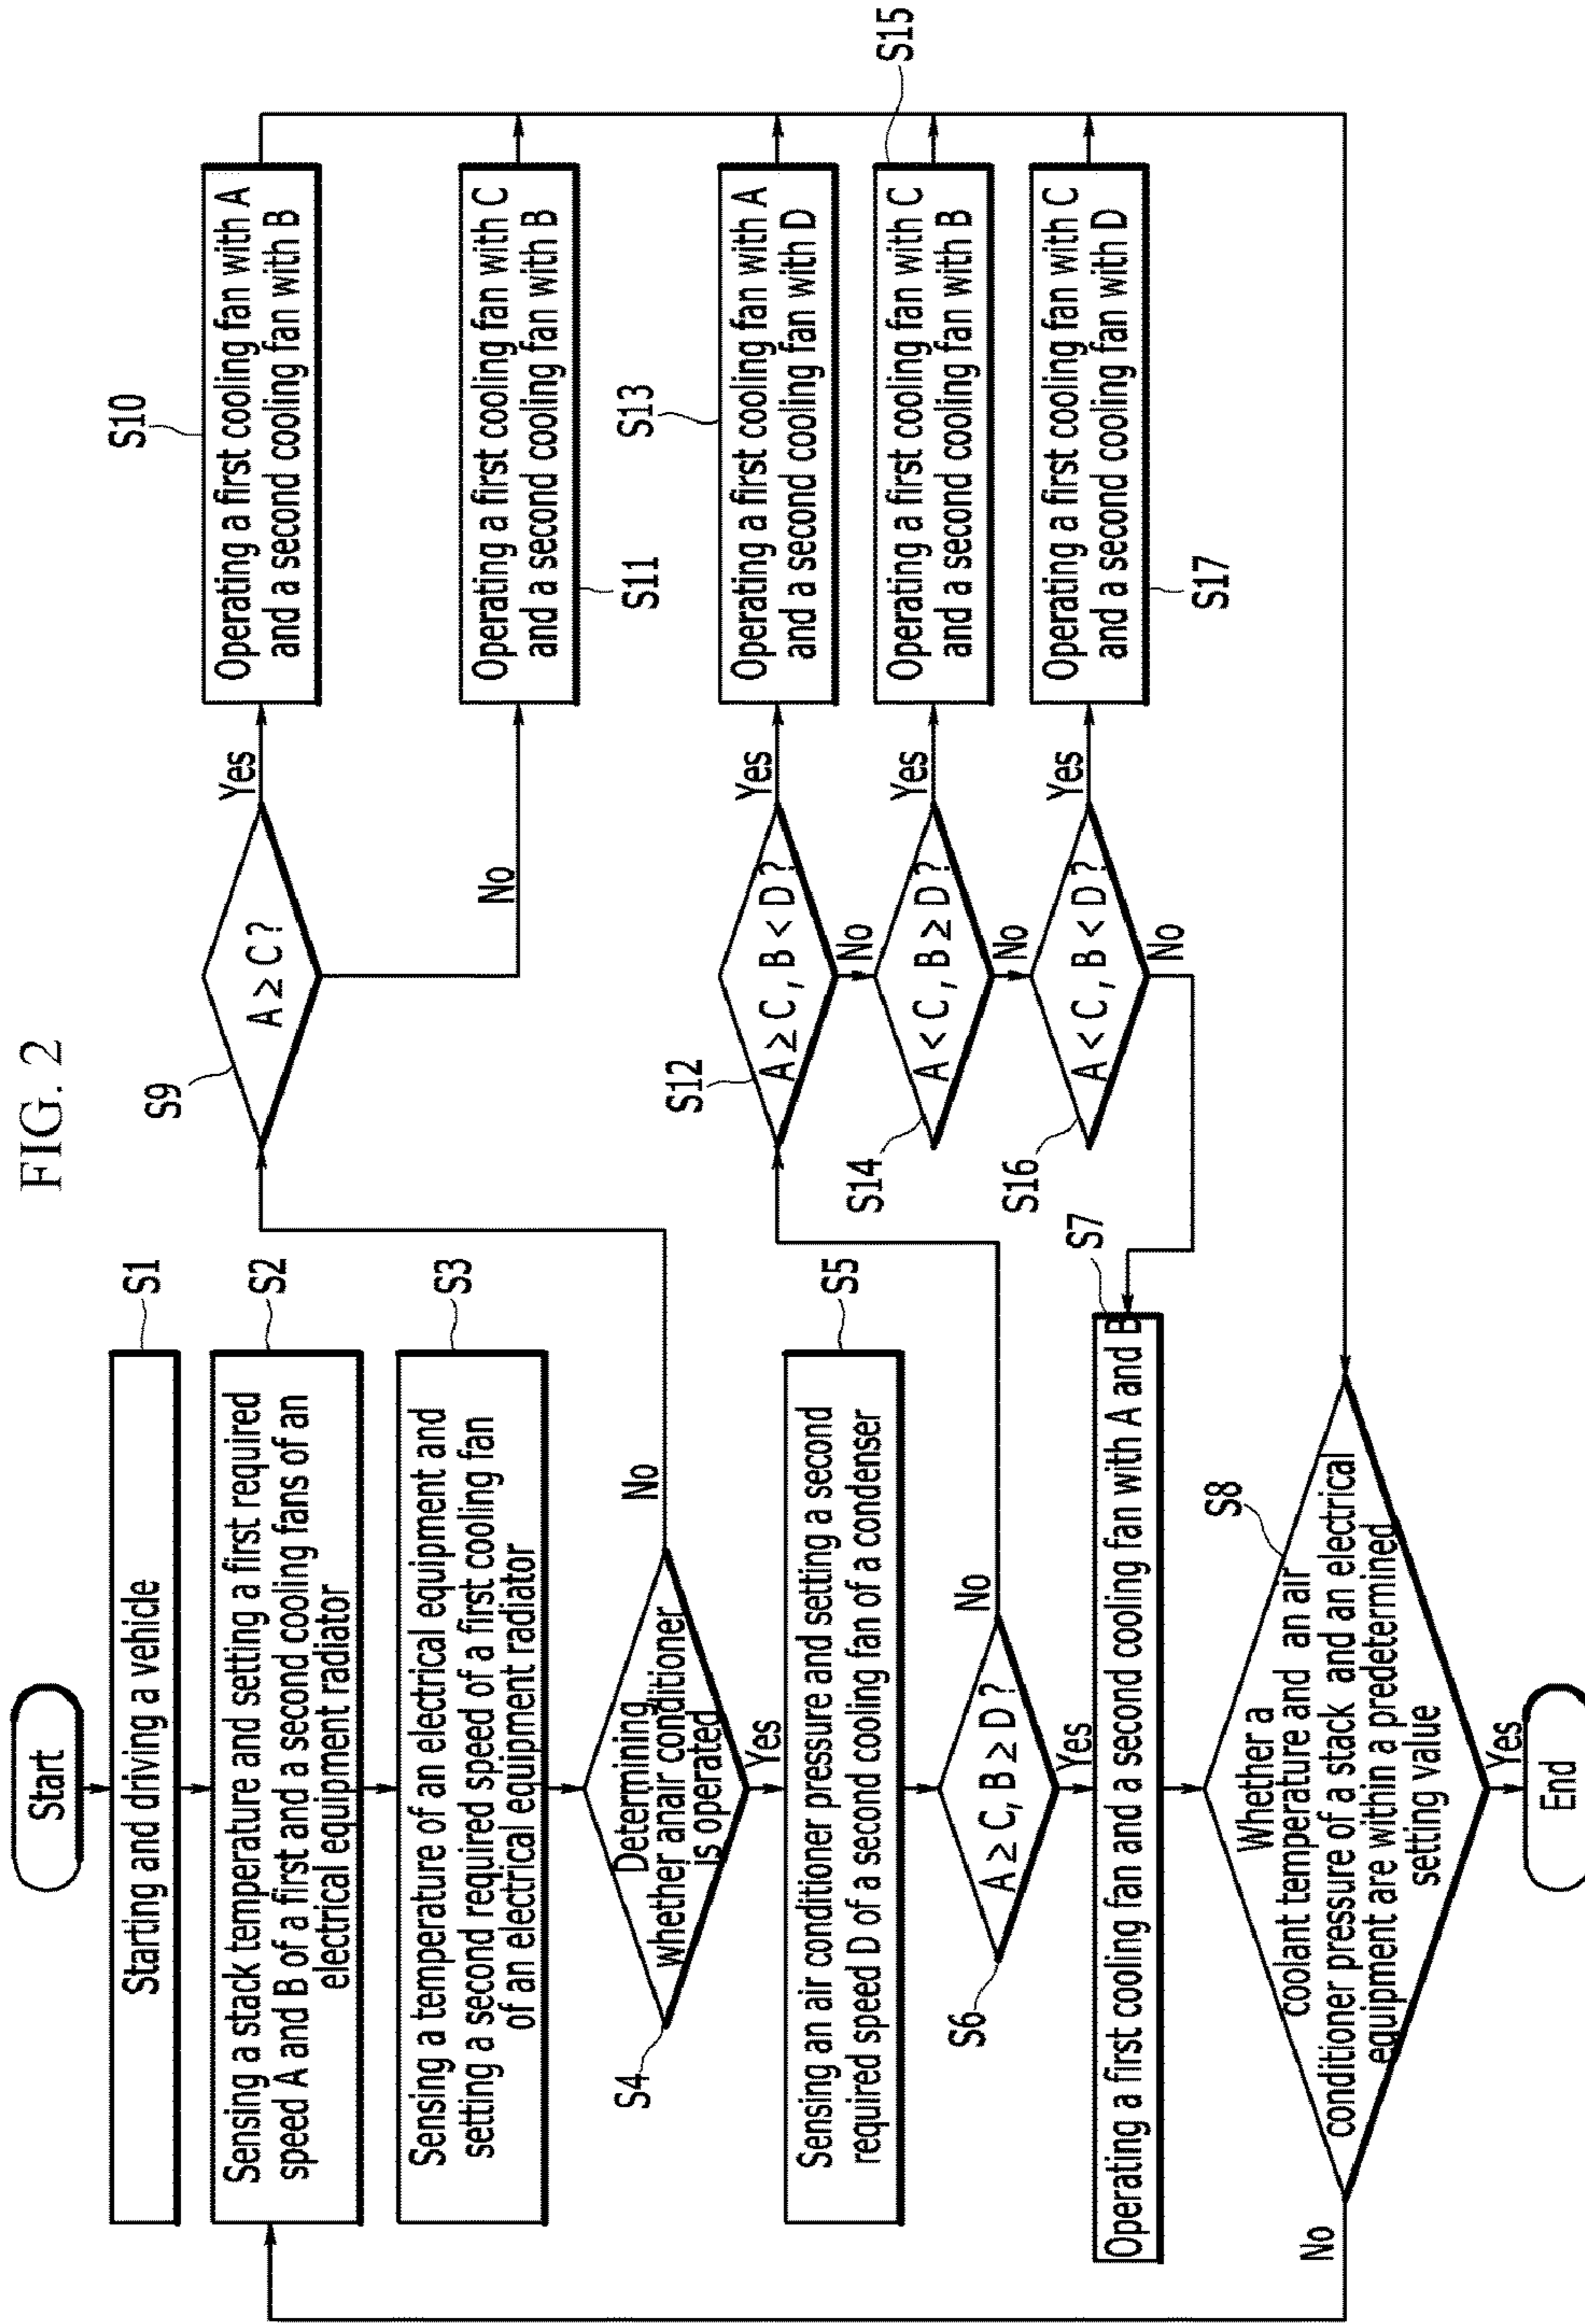 FIG. 2
Start
Starting and driving a vehicle
S1
Sensing a stack temperature and setting a first required
speed A and B of a first and a second cooling fans of an
electrical equipment radiator
S2
Sensing a temperature of an electrical equipment and
setting a second required speed of a first cooling fan
of an electrical equipment radiator
S3
Determining
whether anair conditioner
is operated
S4
No
Yes
Sensing an air conditioner pressure and setting a second
required speed D of a second cooling fan of a condenser
S5
A ≥ C, B ≥ D ?
S6
No
Yes
Operating a first cooling fan and a second cooling fan with A and B
S7
Whether a
coolant temperature and an air
conditioner pressure of a stack and an electrical
equipment are within a predetermined
setting value
S8
No
Yes
End
A ≥ C ?
S9
Yes
No
Operating a first cooling fan with A
and a second cooling fan with B
S10
Operating a first cooling fan with C
and a second cooling fan with B
S11
A ≥ C , B < D ?
S12
Yes
No
Operating a first cooling fan with A
and a second cooling fan with D
S13
A < C , B ≥ D ?
S14
Yes
No
Operating a first cooling fan with C
and a second cooling fan with B
S15
A < C , B < D ?
S16
Yes
No
Operating a first cooling fan with C
and a second cooling fan with D
S17